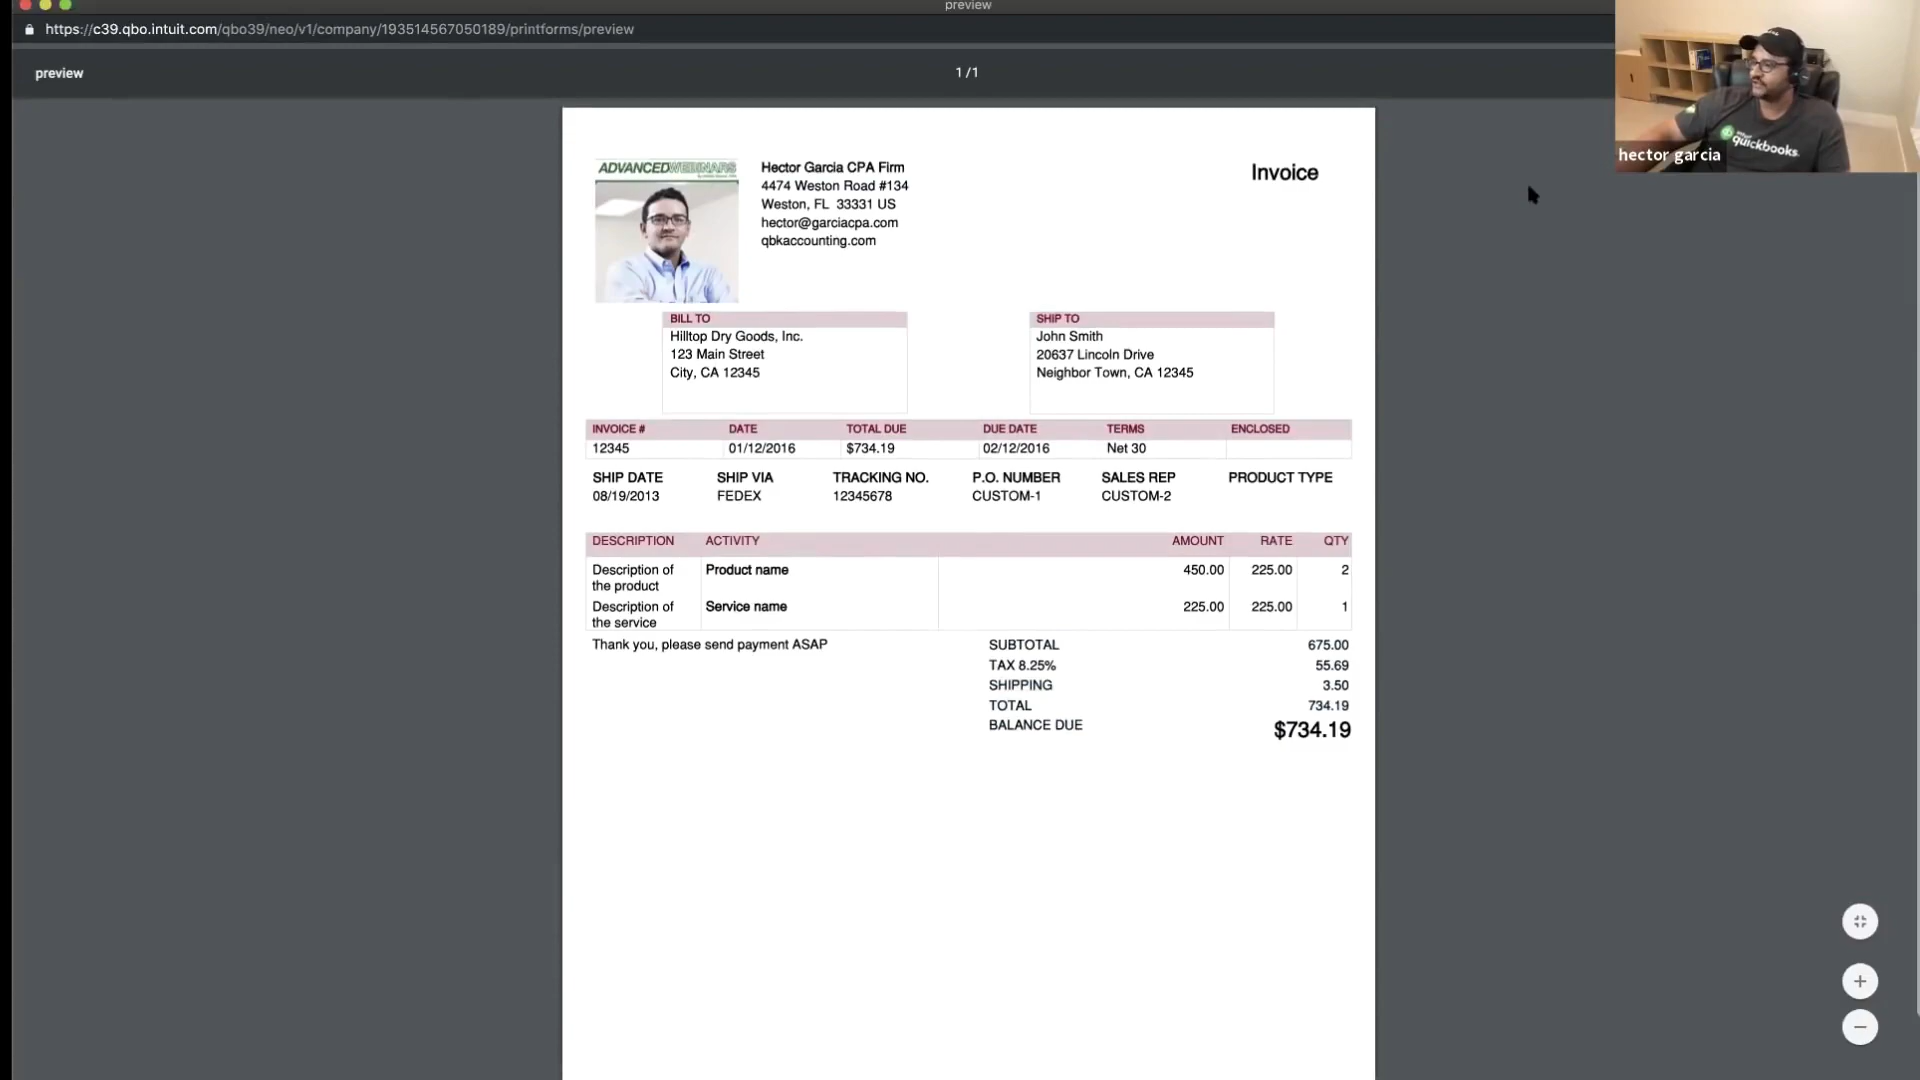 preview
https://c39.qbo.intuit.com/qbo39/neo/v1/company/193514567050189/printforms/preview
preview
1 / 1
hector garcia
quickbooks.
ADVANCEDWEBINARS
Hector Garcia CPA Firm
4474 Weston Road #134
Weston, FL 33331 US
hector@garciacpa.com
qbkaccounting.com
Invoice
BILL TO
Hilltop Dry Goods, Inc.
123 Main Street
City, CA 12345
SHIP TO
John Smith
20637 Lincoln Drive
Neighbor Town, CA 12345
INVOICE # DATE TOTAL DUE DUE DATE TERMS ENCLOSED
12345 01/12/2016 $734.19 02/12/2016 Net 30
SHIP DATE SHIP VIA TRACKING NO. P.O. NUMBER SALES REP PRODUCT TYPE
08/19/2013 FEDEX 12345678 CUSTOM-1 CUSTOM-2
DESCRIPTION ACTIVITY AMOUNT RATE QTY
Description of Product name 450.00 225.00 2
the product
Description of Service name 225.00 225.00 1
the service
Thank you, please send payment ASAP
SUBTOTAL 675.00
TAX 8.25% 55.69
SHIPPING 3.50
TOTAL 734.19
BALANCE DUE $734.19